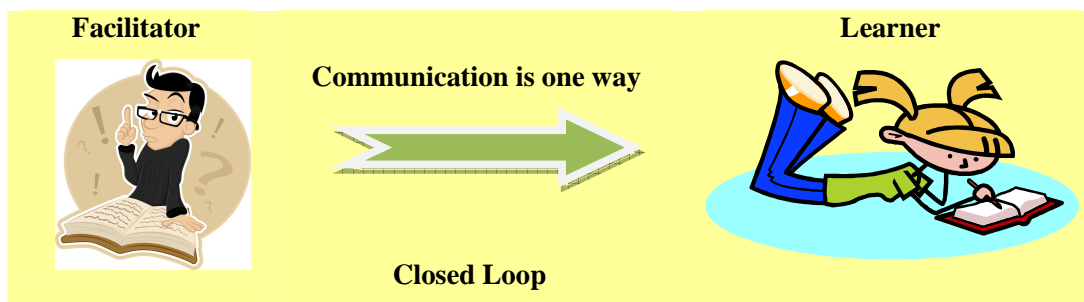 Facilitator
Communication is one way
Learner
Closed Loop